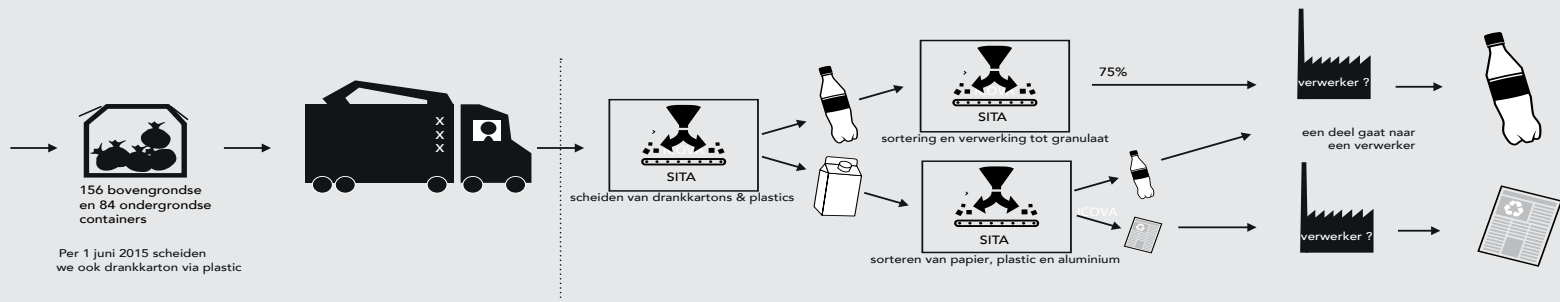 156 bovengrondse
en 84 ondergrondse
containers
Per 1 juni 2015 scheiden
we ook drankkarton via plastic
X
X
X
SITA
scheiden van drankkartons & plastics
SITA
sortering en verwerking tot granulaat
75%
SITA
sorteren van papier, plastic en aluminium
verwerker ?
een deel gaat naar
een verwerker
verwerker ?